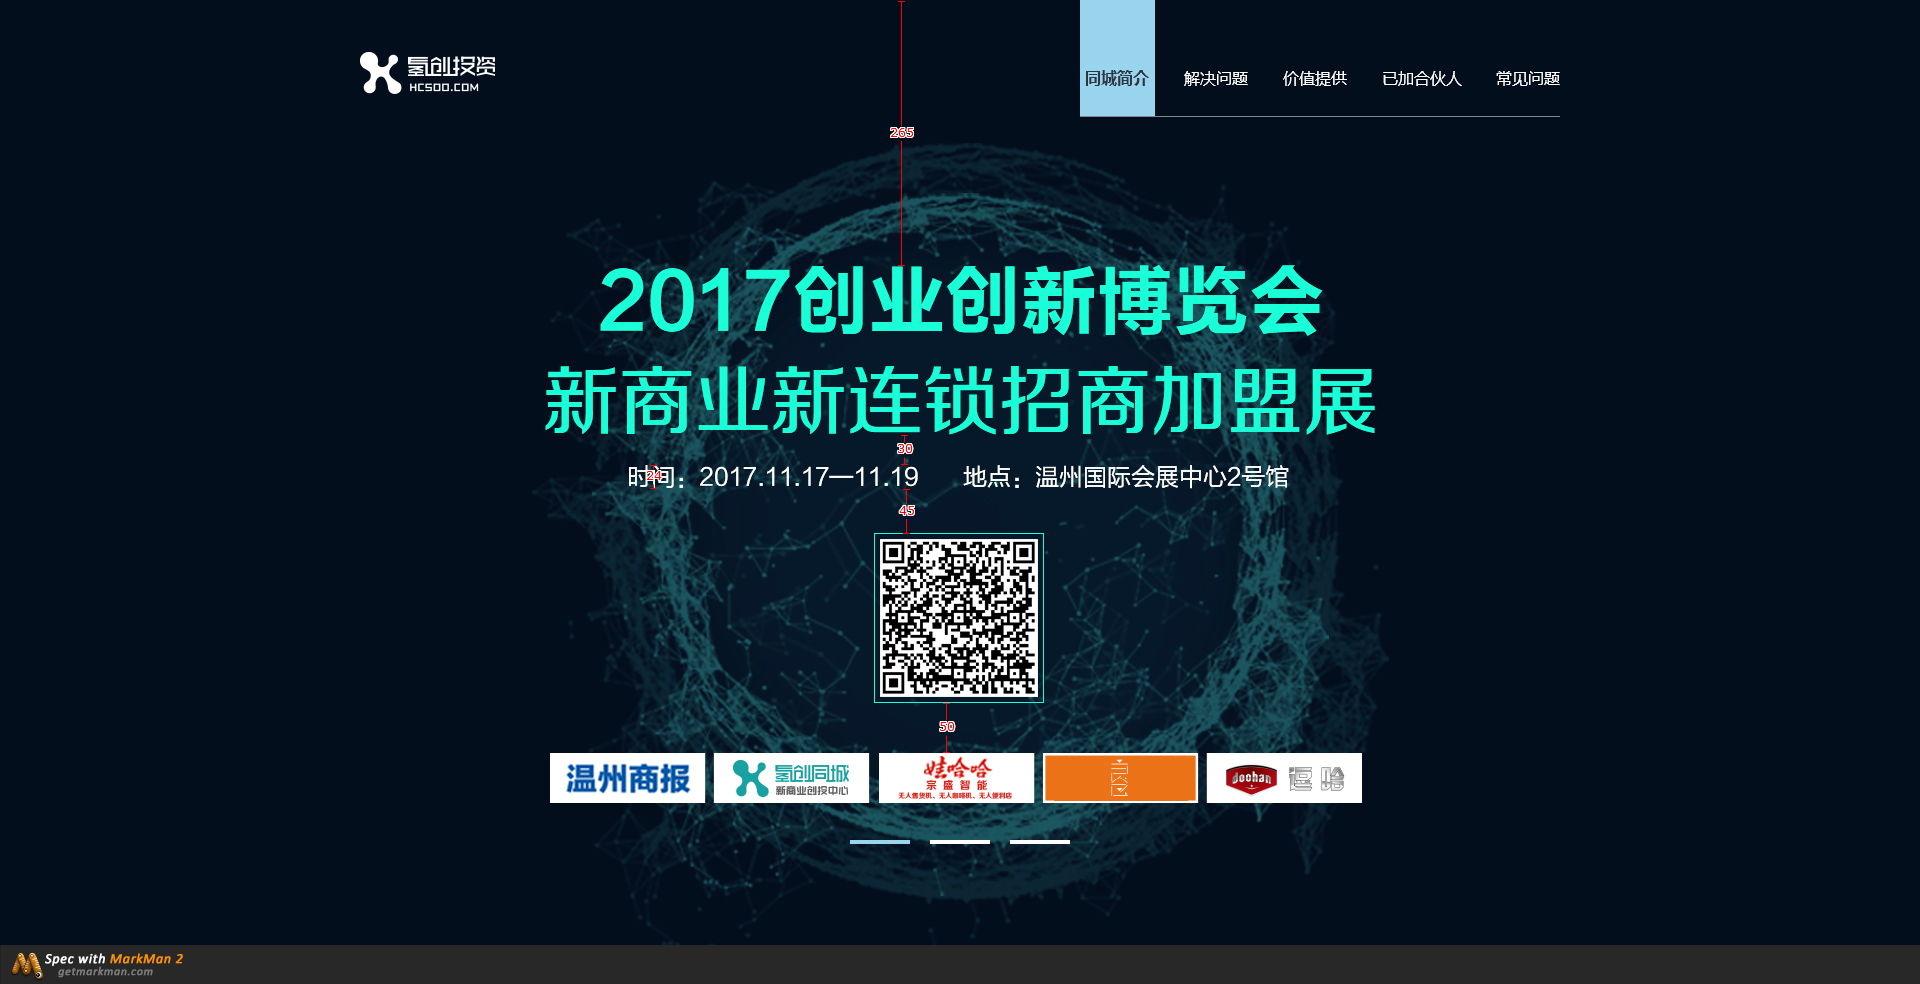 氢创投资
HC500.COM
同城简介 解决问题 价值提供 已加合伙人 常见问题
265
2017创业创新博览会
新商业新连锁招商加盟展
30
时间：2017.11.17—11.19 地点：温州国际会展中心2号馆
24
45
50
温州商报
氢创同城
新商业创投中心
娃哈哈
宗盛智能
无人售货机、无人咖啡机、无人便利店
doohan 逗哈
Spec with MarkMan 2
getmarkman.com